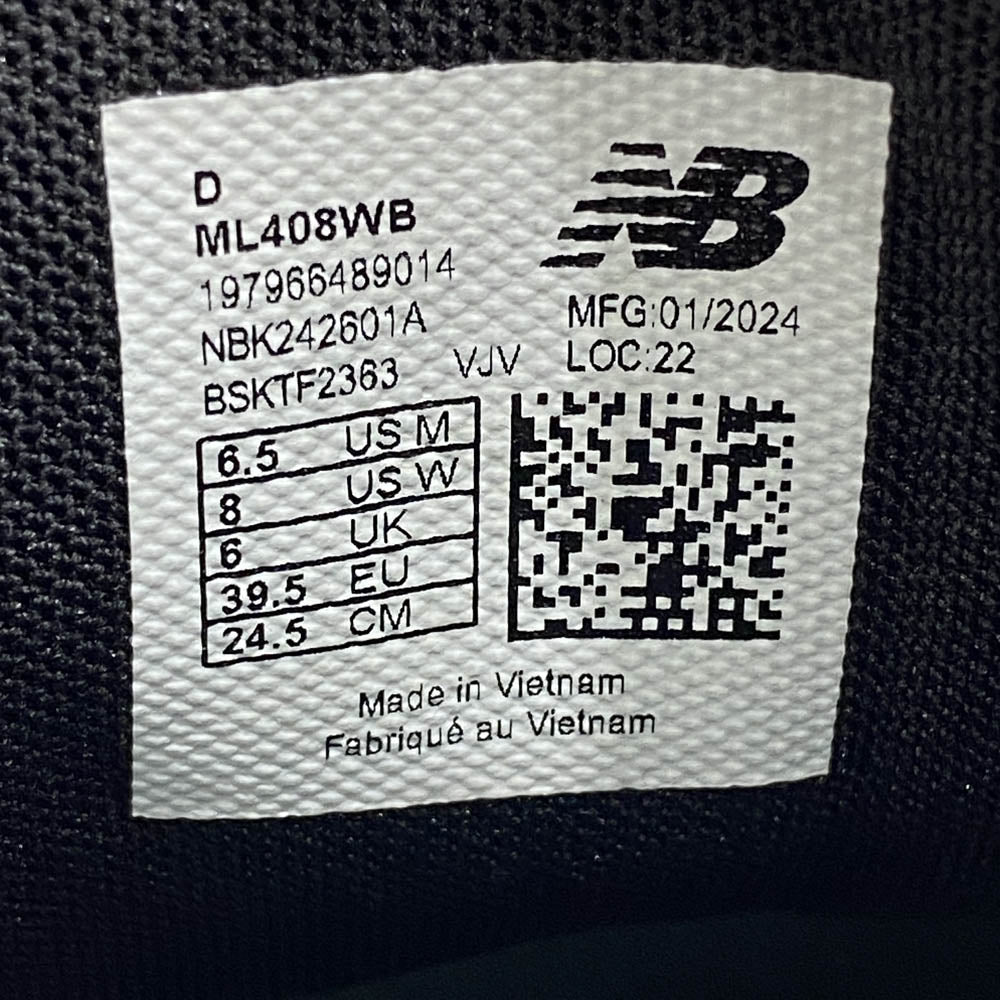 D
ML408WB
197966489014
NBK242601A
BSKTF2363 VJV
NB
MFG:01/2024
LOC:22
6.5 US M
8 US W
6 UK
39.5 EU
24.5 CM
Made in Vietnam
Fabriqué au Vietnam